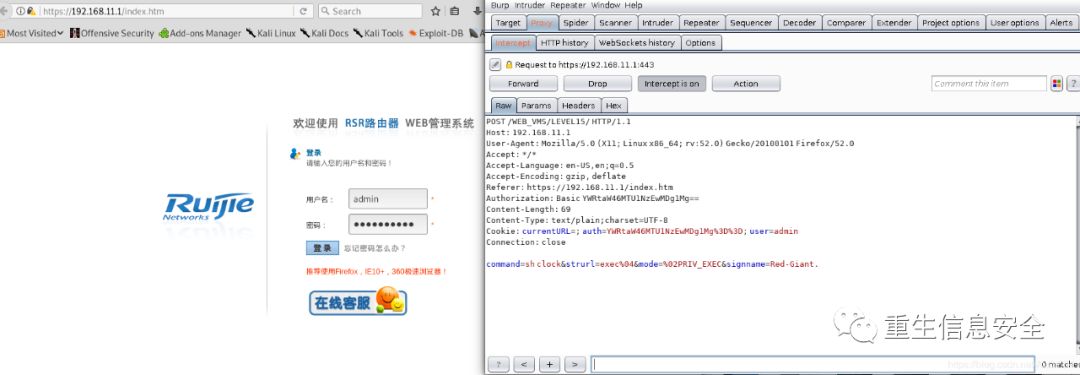 https://192.168.11.1/index.htm
Search
Most Visited
Offensive Security
Add-ons Manager
Kali Linux
Kali Docs
Kali Tools
Exploit-DB
欢迎使用 RSR路由器 WEB管理系统
登录
请输入您的用户名和密码！
Ruijie
Networks
用户名： admin *
密码： •••••••••• *
登录 忘记密码怎么办？
推荐使用Firefox，IE10+，360极速浏览器！
在线客服
Burp Intruder Repeater Window Help
Target Proxy Spider Scanner Intruder Repeater Sequencer Decoder Comparer Extender Project options User options Alerts
Intercept HTTP history WebSockets history Options
Request to https://192.168.11.1:443
Forward Drop Intercept is on Action Comment this item ?
Raw Params Headers Hex
POST /WEB_VMS/LEVEL15/ HTTP/1.1
Host: 192.168.11.1
User-Agent: Mozilla/5.0 (X11; Linux x86_64; rv:52.0) Gecko/20100101 Firefox/52.0
Accept: */*
Accept-Language: en-US,en;q=0.5
Accept-Encoding: gzip, deflate
Referer: https://192.168.11.1/index.htm
Authorization: Basic YWRtaW46MTU1NzEwMDg1Mg==
Content-Length: 69
Content-Type: text/plain;charset=UTF-8
Cookie: currentURL=; auth=YWRtaW46MTU1NzEwMDg1Mg%3D%3D; user=admin
Connection: close
command=sh clock&strurl=exec%04&mode=%02PRIV_EXEC&signname=Red-Giant.
重生信息安全
? < + > 0 matches